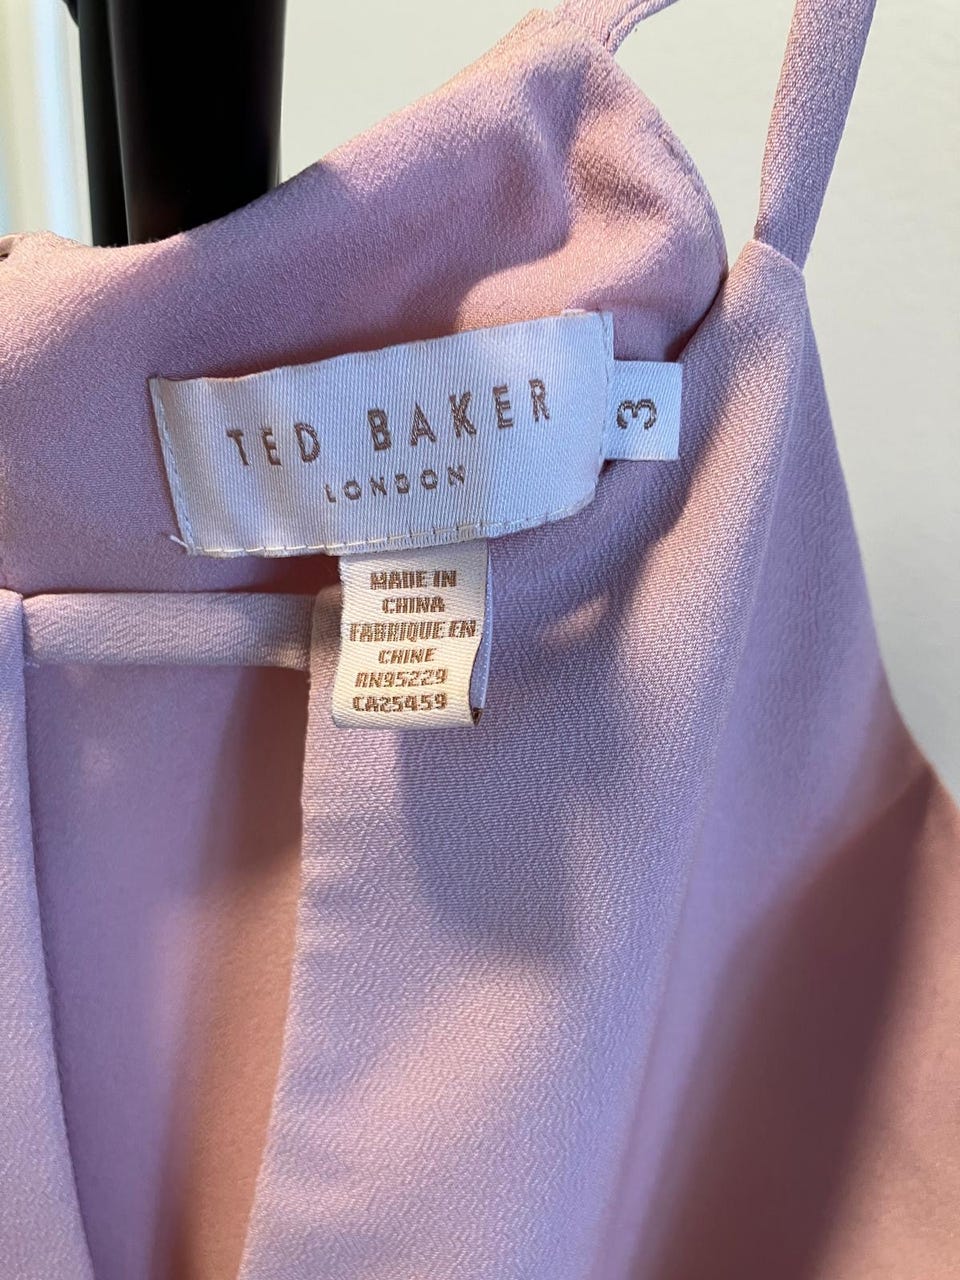 TED BAKER
LONDON
3
MADE IN
CHINA
FABRIQUE EN
CHINE
RN95229
CA25459